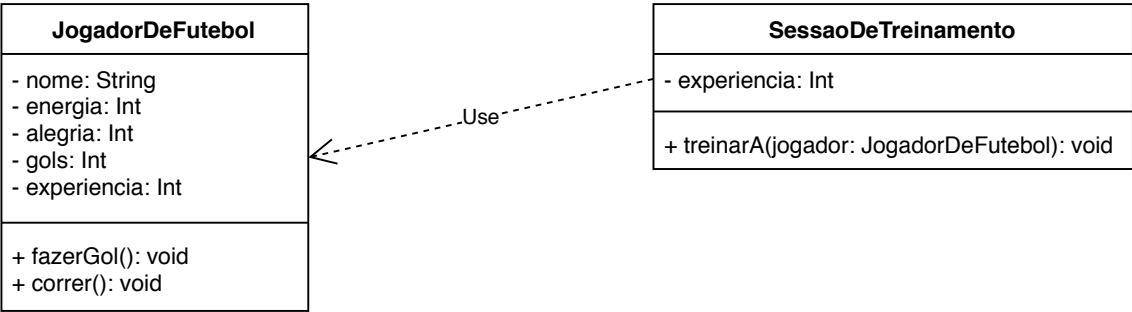 JogadorDeFutebol
- nome: String
- energia: Int
- alegria: Int
- gols: Int
- experiencia: Int
+ fazerGol(): void
+ correr(): void
Use
SessaoDeTreinamento
- experiencia: Int
+ treinarA(jogador: JogadorDeFutebol): void